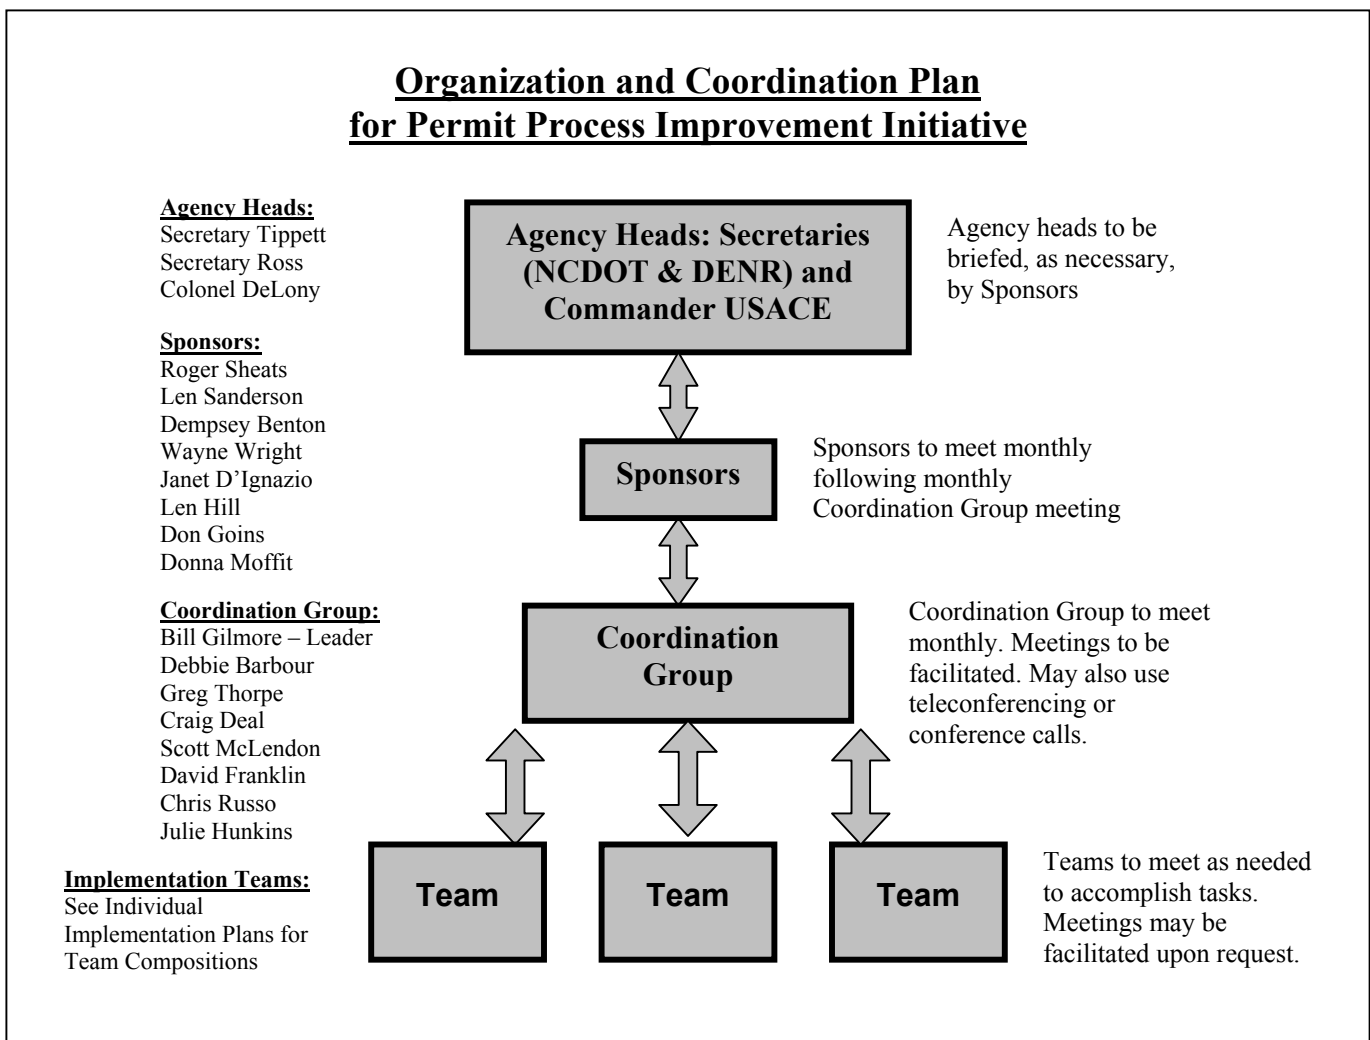 Organization and Coordination Plan
for Permit Process Improvement Initiative
Agency Heads:
Secretary Tippett
Secretary Ross
Colonel DeLony
Agency Heads: Secretaries
(NCDOT & DENR) and
Commander USACE
Agency heads to be
briefed, as necessary,
by Sponsors
Sponsors:
Roger Sheats
Len Sanderson
Dempsey Benton
Wayne Wright
Janet D’Ignazio
Len Hill
Don Goins
Donna Moffit
Sponsors
Sponsors to meet monthly
following monthly
Coordination Group meeting
Coordination Group:
Bill Gilmore – Leader
Debbie Barbour
Greg Thorpe
Craig Deal
Scott McLendon
David Franklin
Chris Russo
Julie Hunkins
Coordination
Group
Coordination Group to meet
monthly. Meetings to be
facilitated. May also use
teleconferencing or
conference calls.
Implementation Teams:
See Individual
Implementation Plans for
Team Compositions
Team
Team
Team
Teams to meet as needed
to accomplish tasks.
Meetings may be
facilitated upon request.